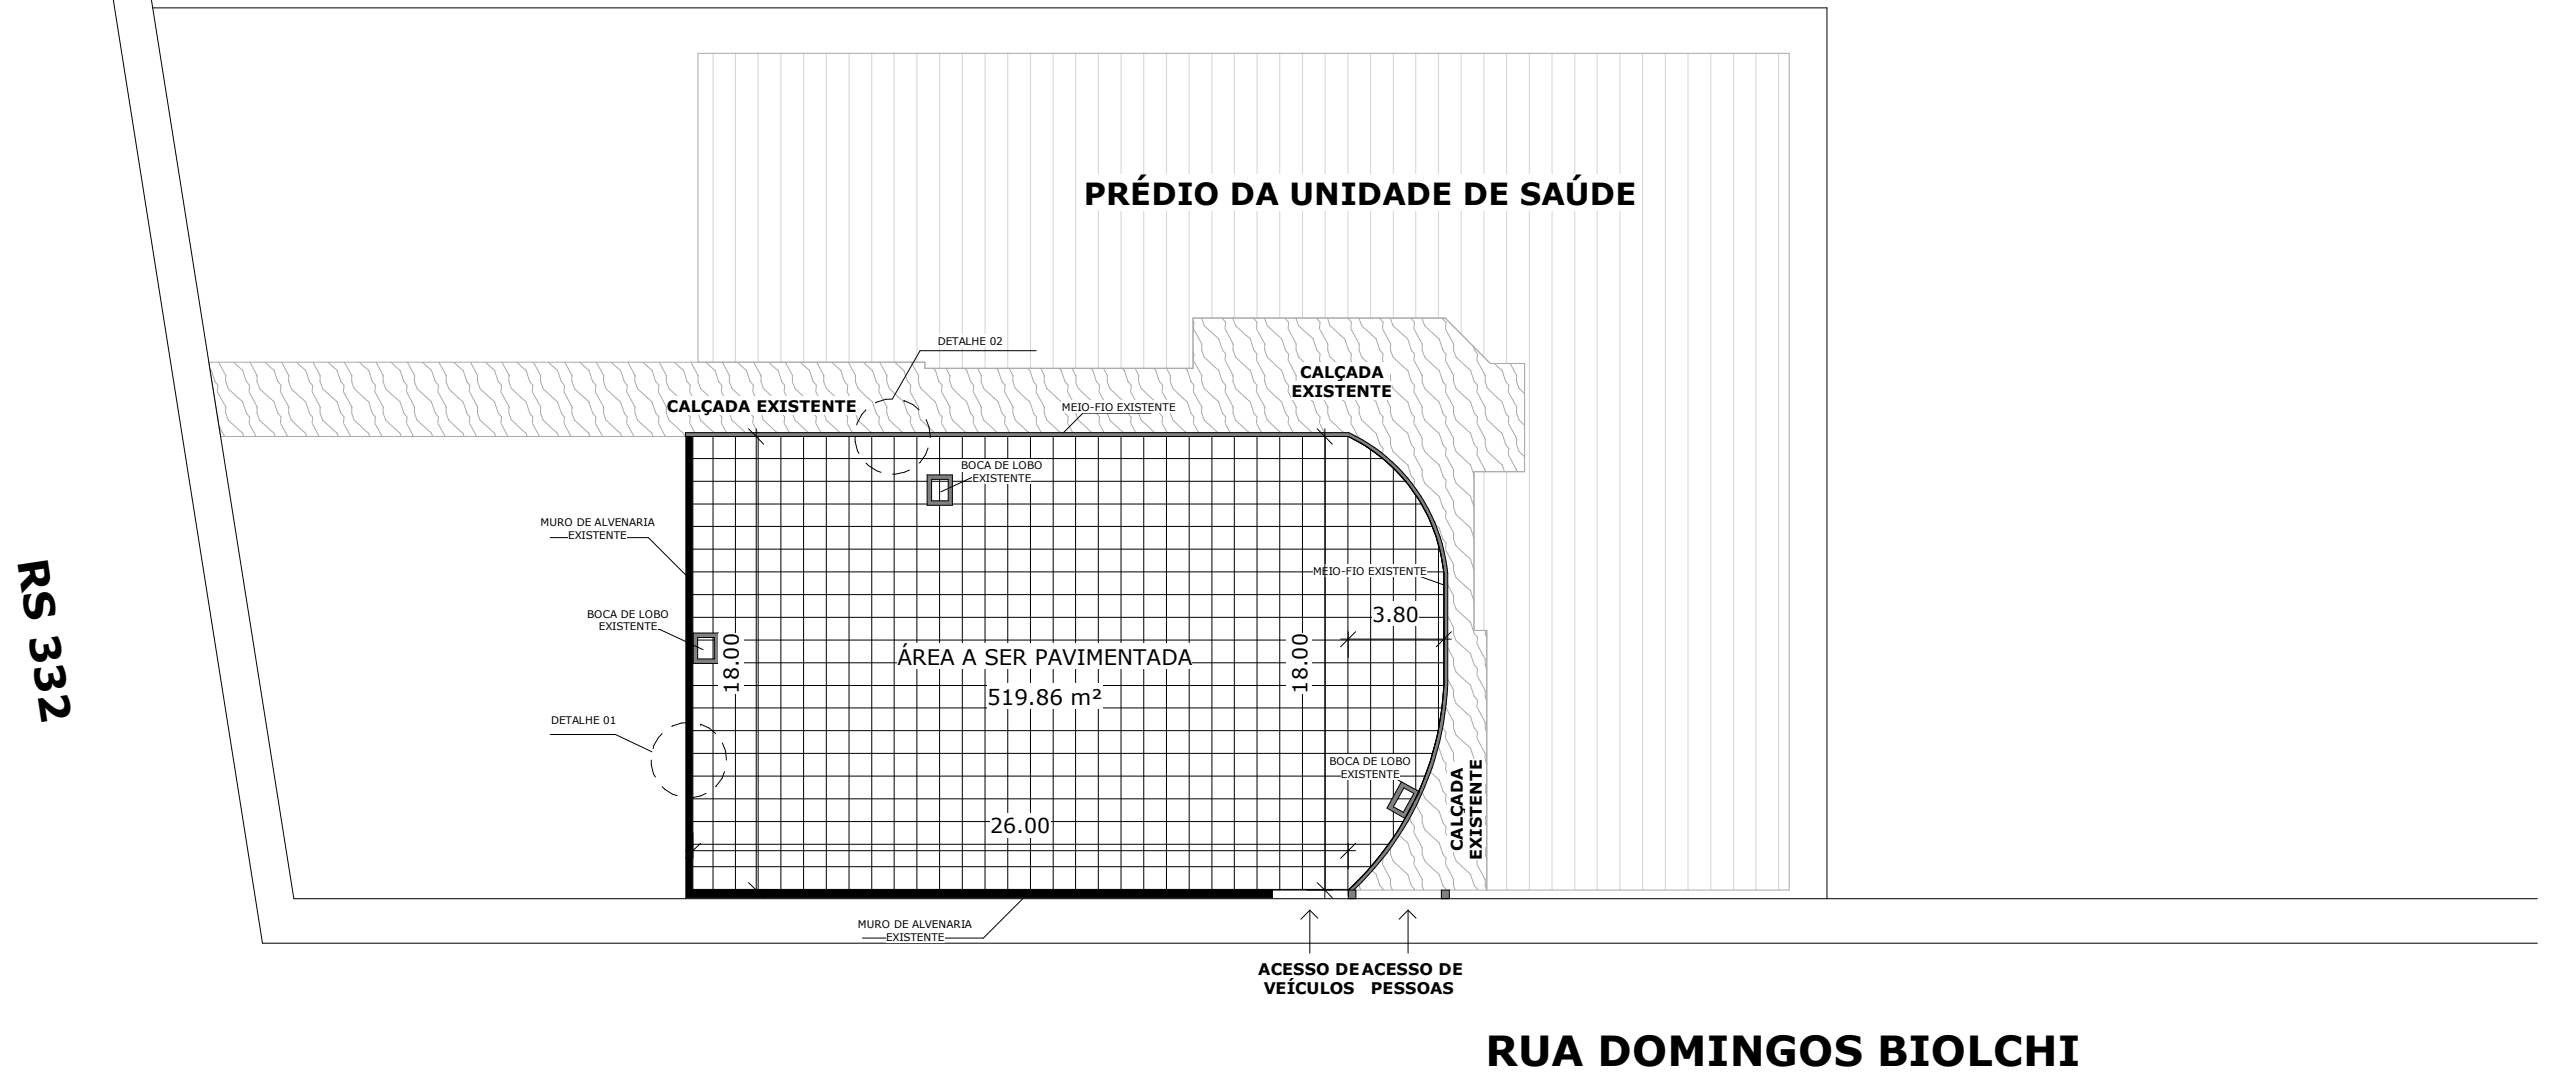 PRÉDIO DA UNIDADE DE SAÚDE
DETALHE 02
CALÇADA
EXISTENTE
CALÇADA EXISTENTE
MEIO-FIO EXISTENTE
BOCA DE LOBO
EXISTENTE
MURO DE ALVENARIA
EXISTENTE
MEIO-FIO EXISTENTE
RS 332
BOCA DE LOBO
EXISTENTE
3.80
18.00
18.00
ÁREA A SER PAVIMENTADA
519.86 m²
DETALHE 01
BOCA DE LOBO
EXISTENTE
CALÇADA
EXISTENTE
26.00
MURO DE ALVENARIA
EXISTENTE
ACESSO DE
VEÍCULOS
ACESSO DE
PESSOAS
RUA DOMINGOS BIOLCHI